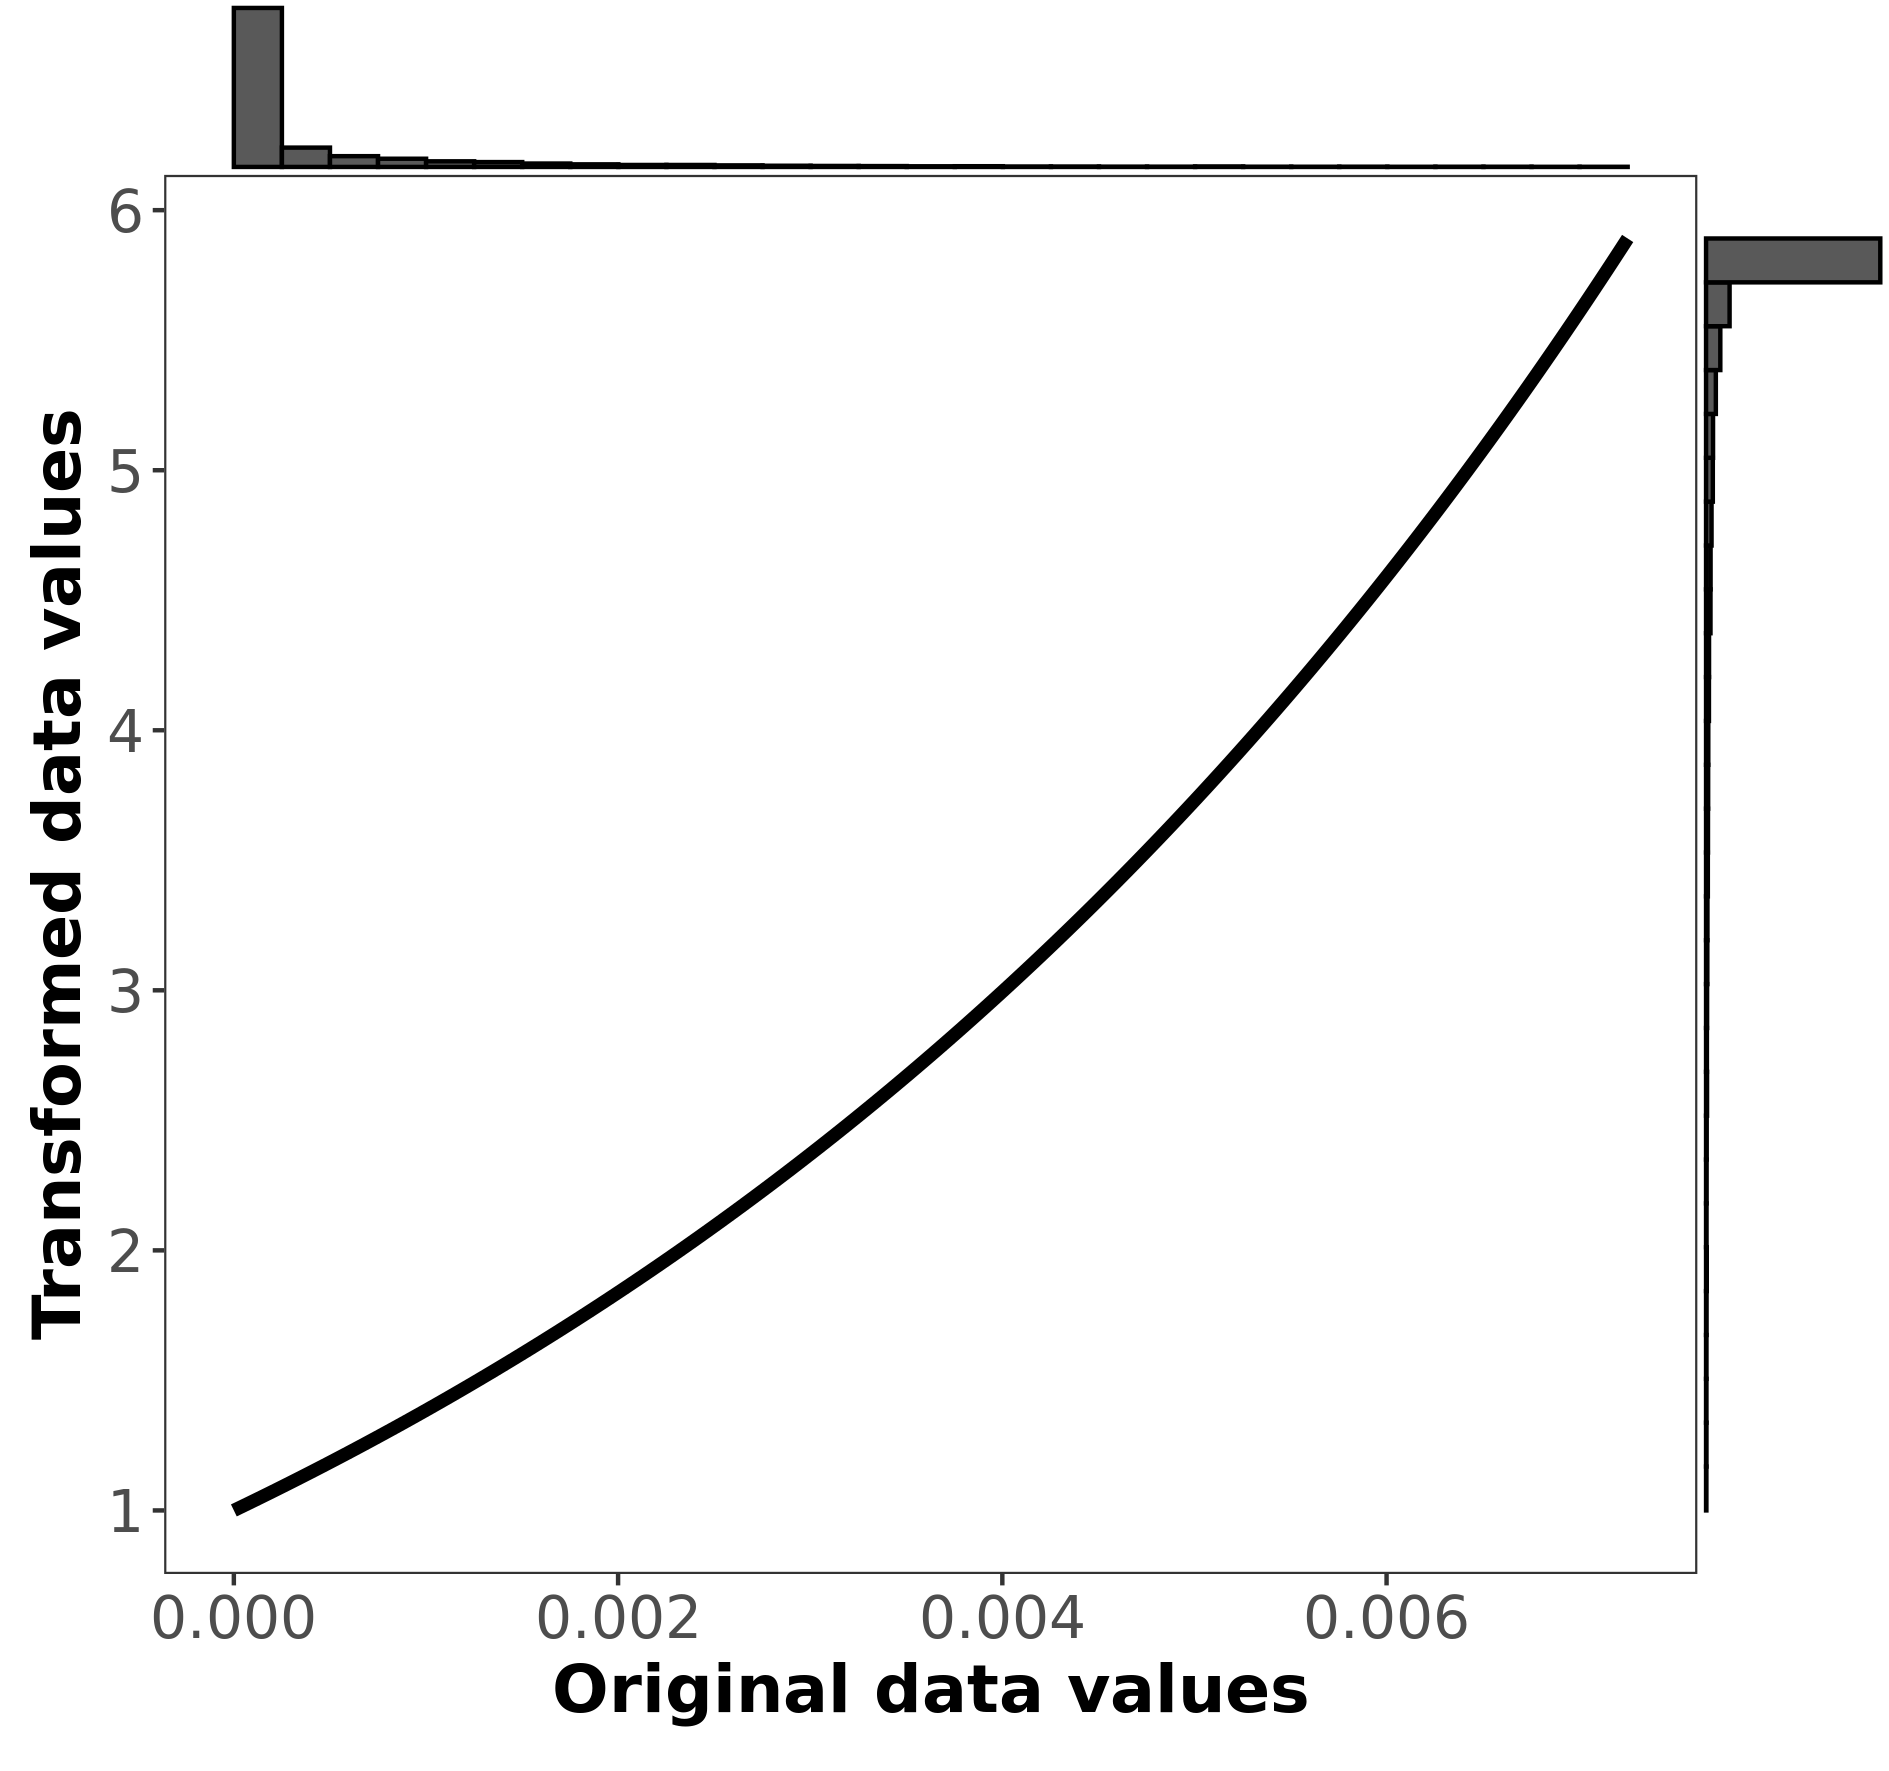 6
5
4
3
2
1
Transformed data values
0.000 0.002 0.004 0.006
Original data values